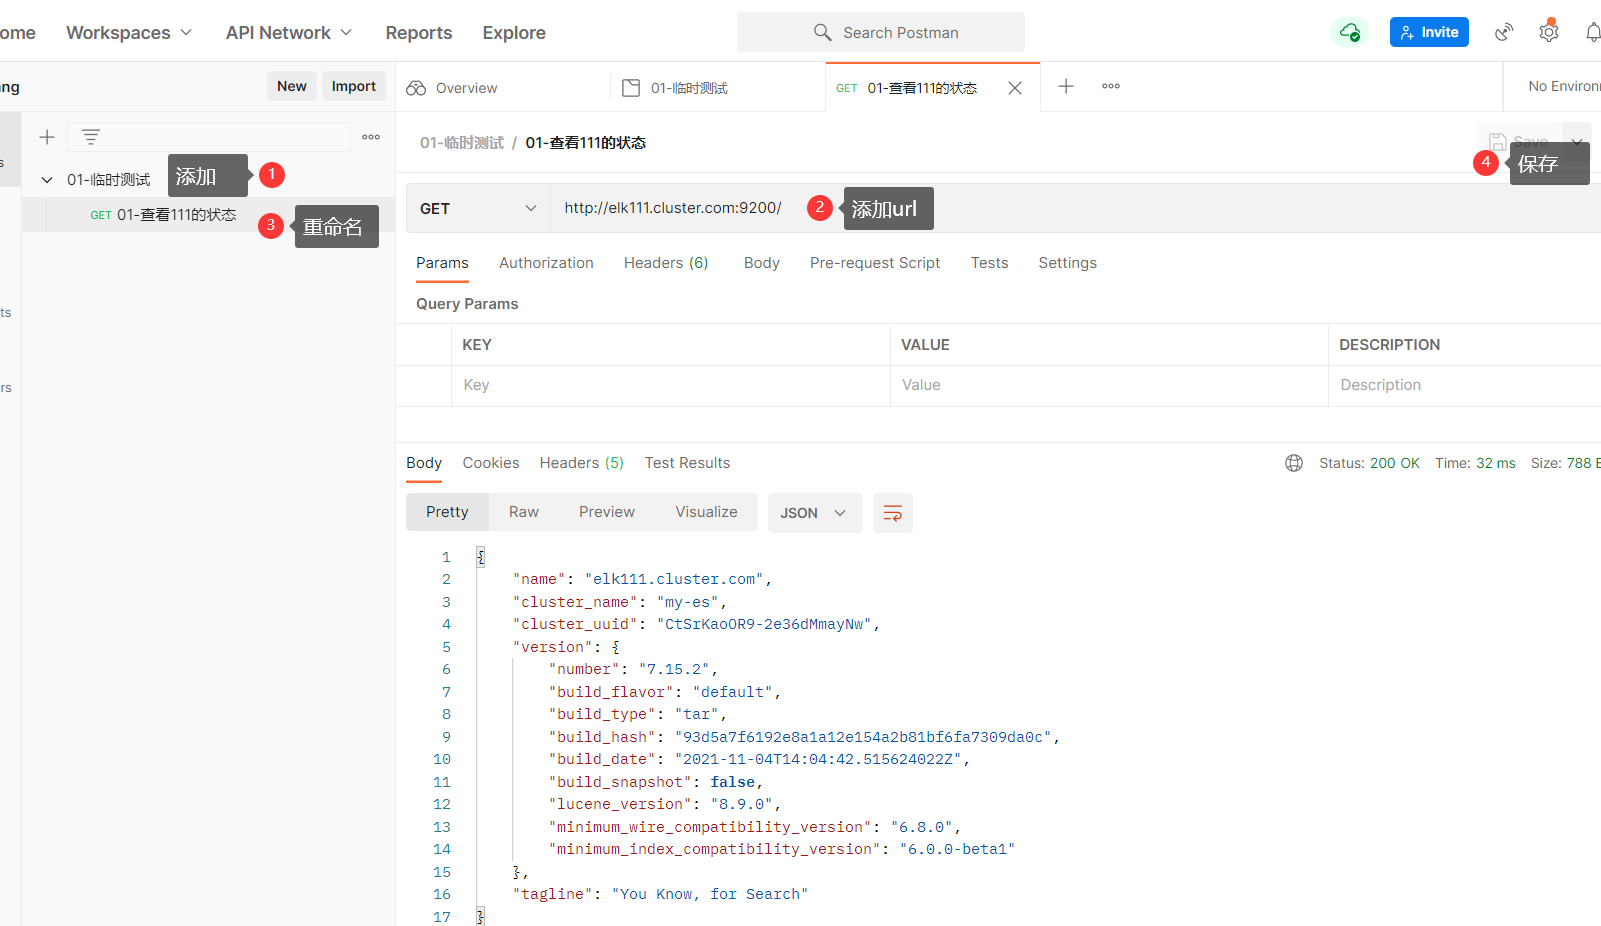 ome Workspaces API Network Reports Explore Search Postman Invite
ng New Import Overview 01-临时测试 GET 01-查看111的状态 No Environ
01-临时测试 / 01-查看111的状态 Save
s 01-临时测试 添加 1 4 保存
GET 01-查看111的状态 3 重命名 GET http://elk111.cluster.com:9200/ 2 添加url
Params Authorization Headers (6) Body Pre-request Script Tests Settings
Query Params
ts
KEY VALUE DESCRIPTION
Key Value Description
rs
Body Cookies Headers (5) Test Results Status: 200 OK Time: 32 ms Size: 788 B
Pretty Raw Preview Visualize JSON
1 {
2 "name": "elk111.cluster.com",
3 "cluster_name": "my-es",
4 "cluster_uuid": "CtSrKaoOR9-2e36dMmayNw",
5 "version": {
6 "number": "7.15.2",
7 "build_flavor": "default",
8 "build_type": "tar",
9 "build_hash": "93d5a7f6192e8a1a12e154a2b81bf6fa7309da0c",
10 "build_date": "2021-11-04T14:04:42.515624022Z",
11 "build_snapshot": false,
12 "lucene_version": "8.9.0",
13 "minimum_wire_compatibility_version": "6.8.0",
14 "minimum_index_compatibility_version": "6.0.0-beta1"
15 },
16 "tagline": "You Know, for Search"
17 }